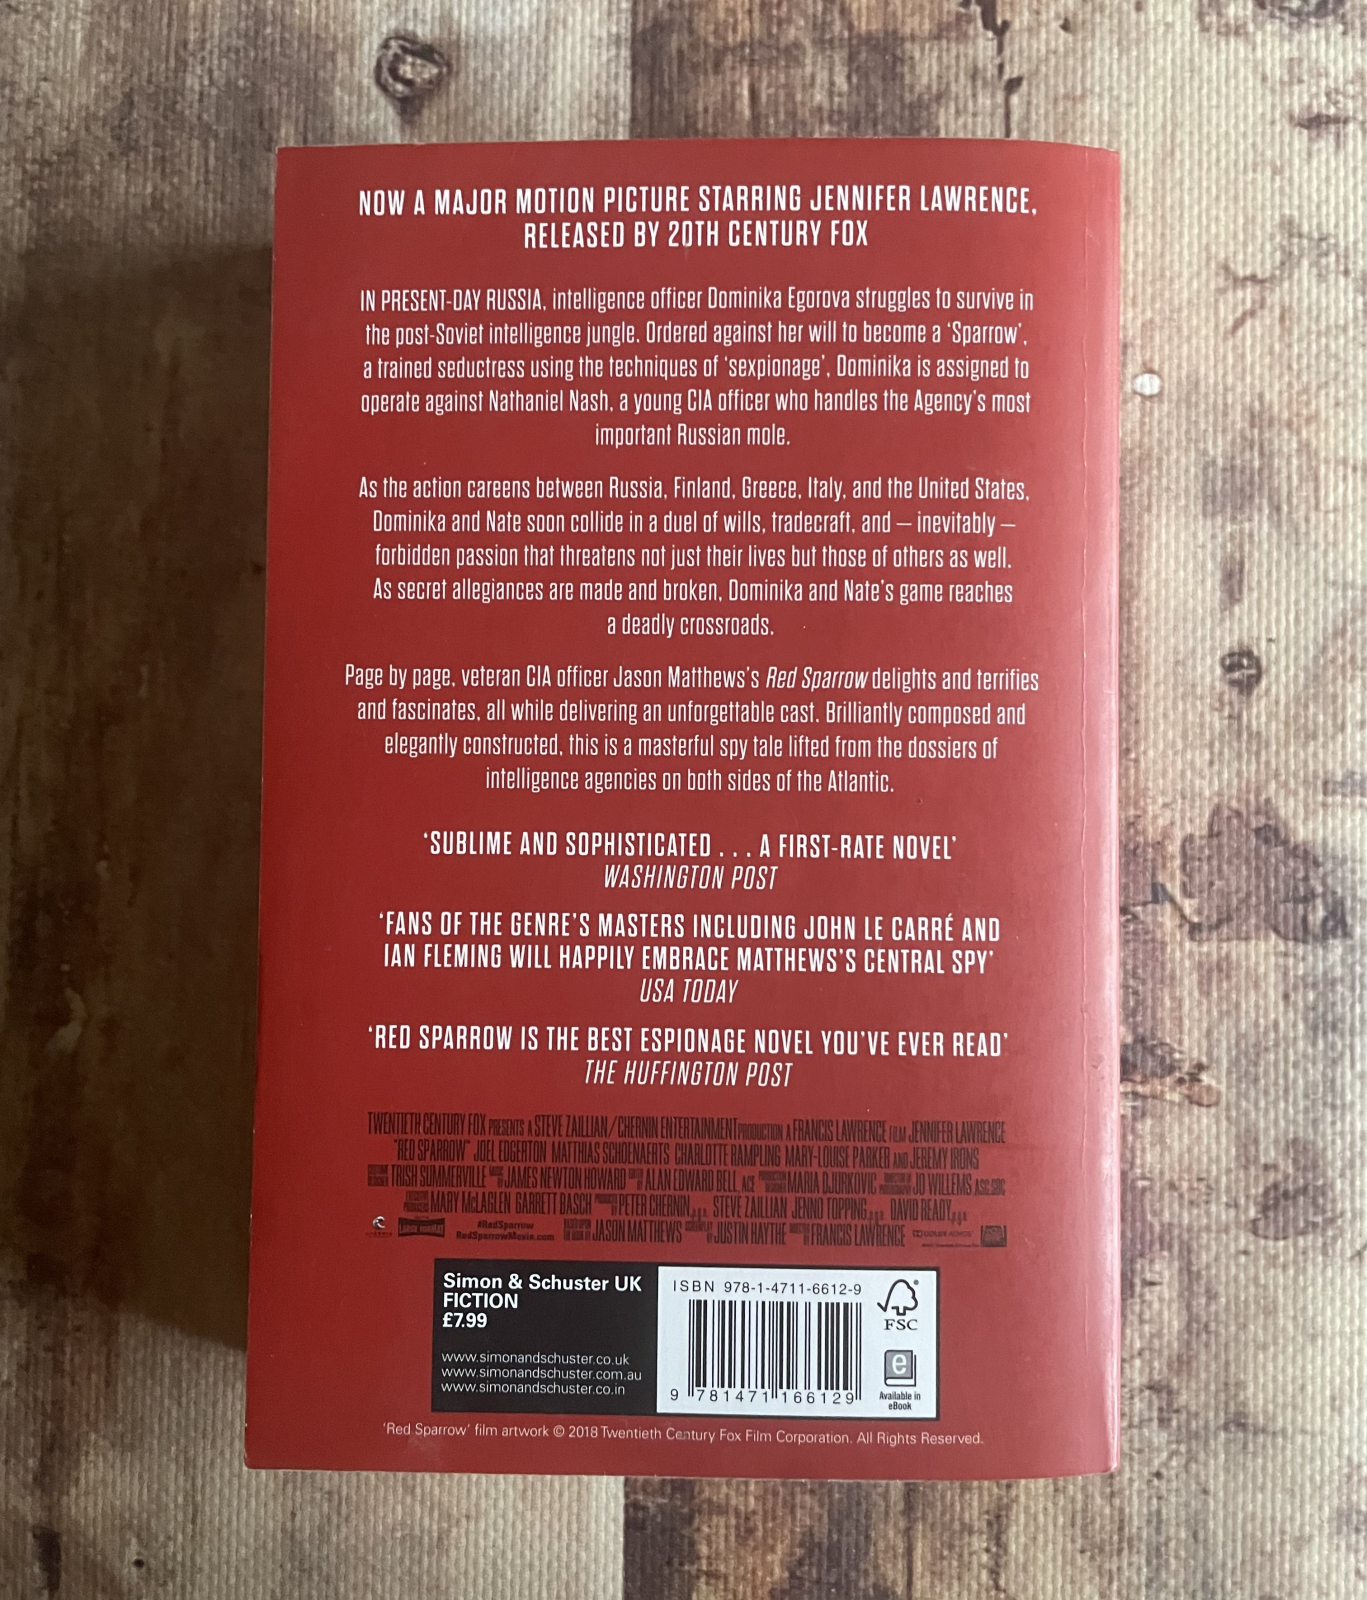 NOW A MAJOR MOTION PICTURE STARRING JENNIFER LAWRENCE,
RELEASED BY 20TH CENTURY FOX
IN PRESENT-DAY RUSSIA, intelligence officer Dominika Egorova struggles to survive in
the post-Soviet intelligence jungle. Ordered against her will to become a ‘Sparrow’,
a trained seductress using the techniques of ‘sexpionage’, Dominika is assigned to
operate against Nathaniel Nash, a young CIA officer who handles the Agency’s most
important Russian mole.
As the action careens between Russia, Finland, Greece, Italy, and the United States,
Dominika and Nate soon collide in a duel of wills, tradecraft, and – inevitably –
forbidden passion that threatens not just their lives but those of others as well.
As secret allegiances are made and broken, Dominika and Nate’s game reaches
a deadly crossroads.
Page by page, veteran CIA officer Jason Matthews’s Red Sparrow delights and terrifies
and fascinates, all while delivering an unforgettable cast. Brilliantly composed and
elegantly constructed, this is a masterful spy tale lifted from the dossiers of
intelligence agencies on both sides of the Atlantic.
‘SUBLIME AND SOPHISTICATED . . . A FIRST-RATE NOVEL’
WASHINGTON POST
‘FANS OF THE GENRE’S MASTERS INCLUDING JOHN LE CARRÉ AND
IAN FLEMING WILL HAPPILY EMBRACE MATTHEWS’S CENTRAL SPY’
USA TODAY
‘RED SPARROW IS THE BEST ESPIONAGE NOVEL YOU’VE EVER READ’
THE HUFFINGTON POST
TWENTIETH CENTURY FOX PRESENTS A STEVE ZAILLIAN/CHERNIN ENTERTAINMENT PRODUCTION A FRANCIS LAWRENCE FILM JENNIFER LAWRENCE
"RED SPARROW" JOEL EDGERTON MATTHIAS SCHOENAERTS CHARLOTTE RAMPLING MARY-LOUISE PARKER AND JEREMY IRONS
TRISH SUMMERVILLE JAMES NEWTON HOWARD ALAN EDWARD BELL, ACE MARIA DJURKOVIC JO WILLEMS, ASC, SBC
EXECUTIVE PRODUCERS MARY McLAGLEN GARRETT BASCH PETER CHERNIN, STEVE ZAILLIAN JENNO TOPPING, DAVID READY,
#RedSparrow
RedSparrowMovie.com
JASON MATTHEWS JUSTIN HAYTHE FRANCIS LAWRENCE
Simon & Schuster UK
FICTION
£7.99
www.simonandschuster.co.uk
www.simonandschuster.com.au
www.simonandschuster.co.in
ISBN 978-1-4711-6612-9
9 781471 166129
FSC
e
Available in
eBook
‘Red Sparrow’ film artwork © 2018 Twentieth Century Fox Film Corporation. All Rights Reserved.